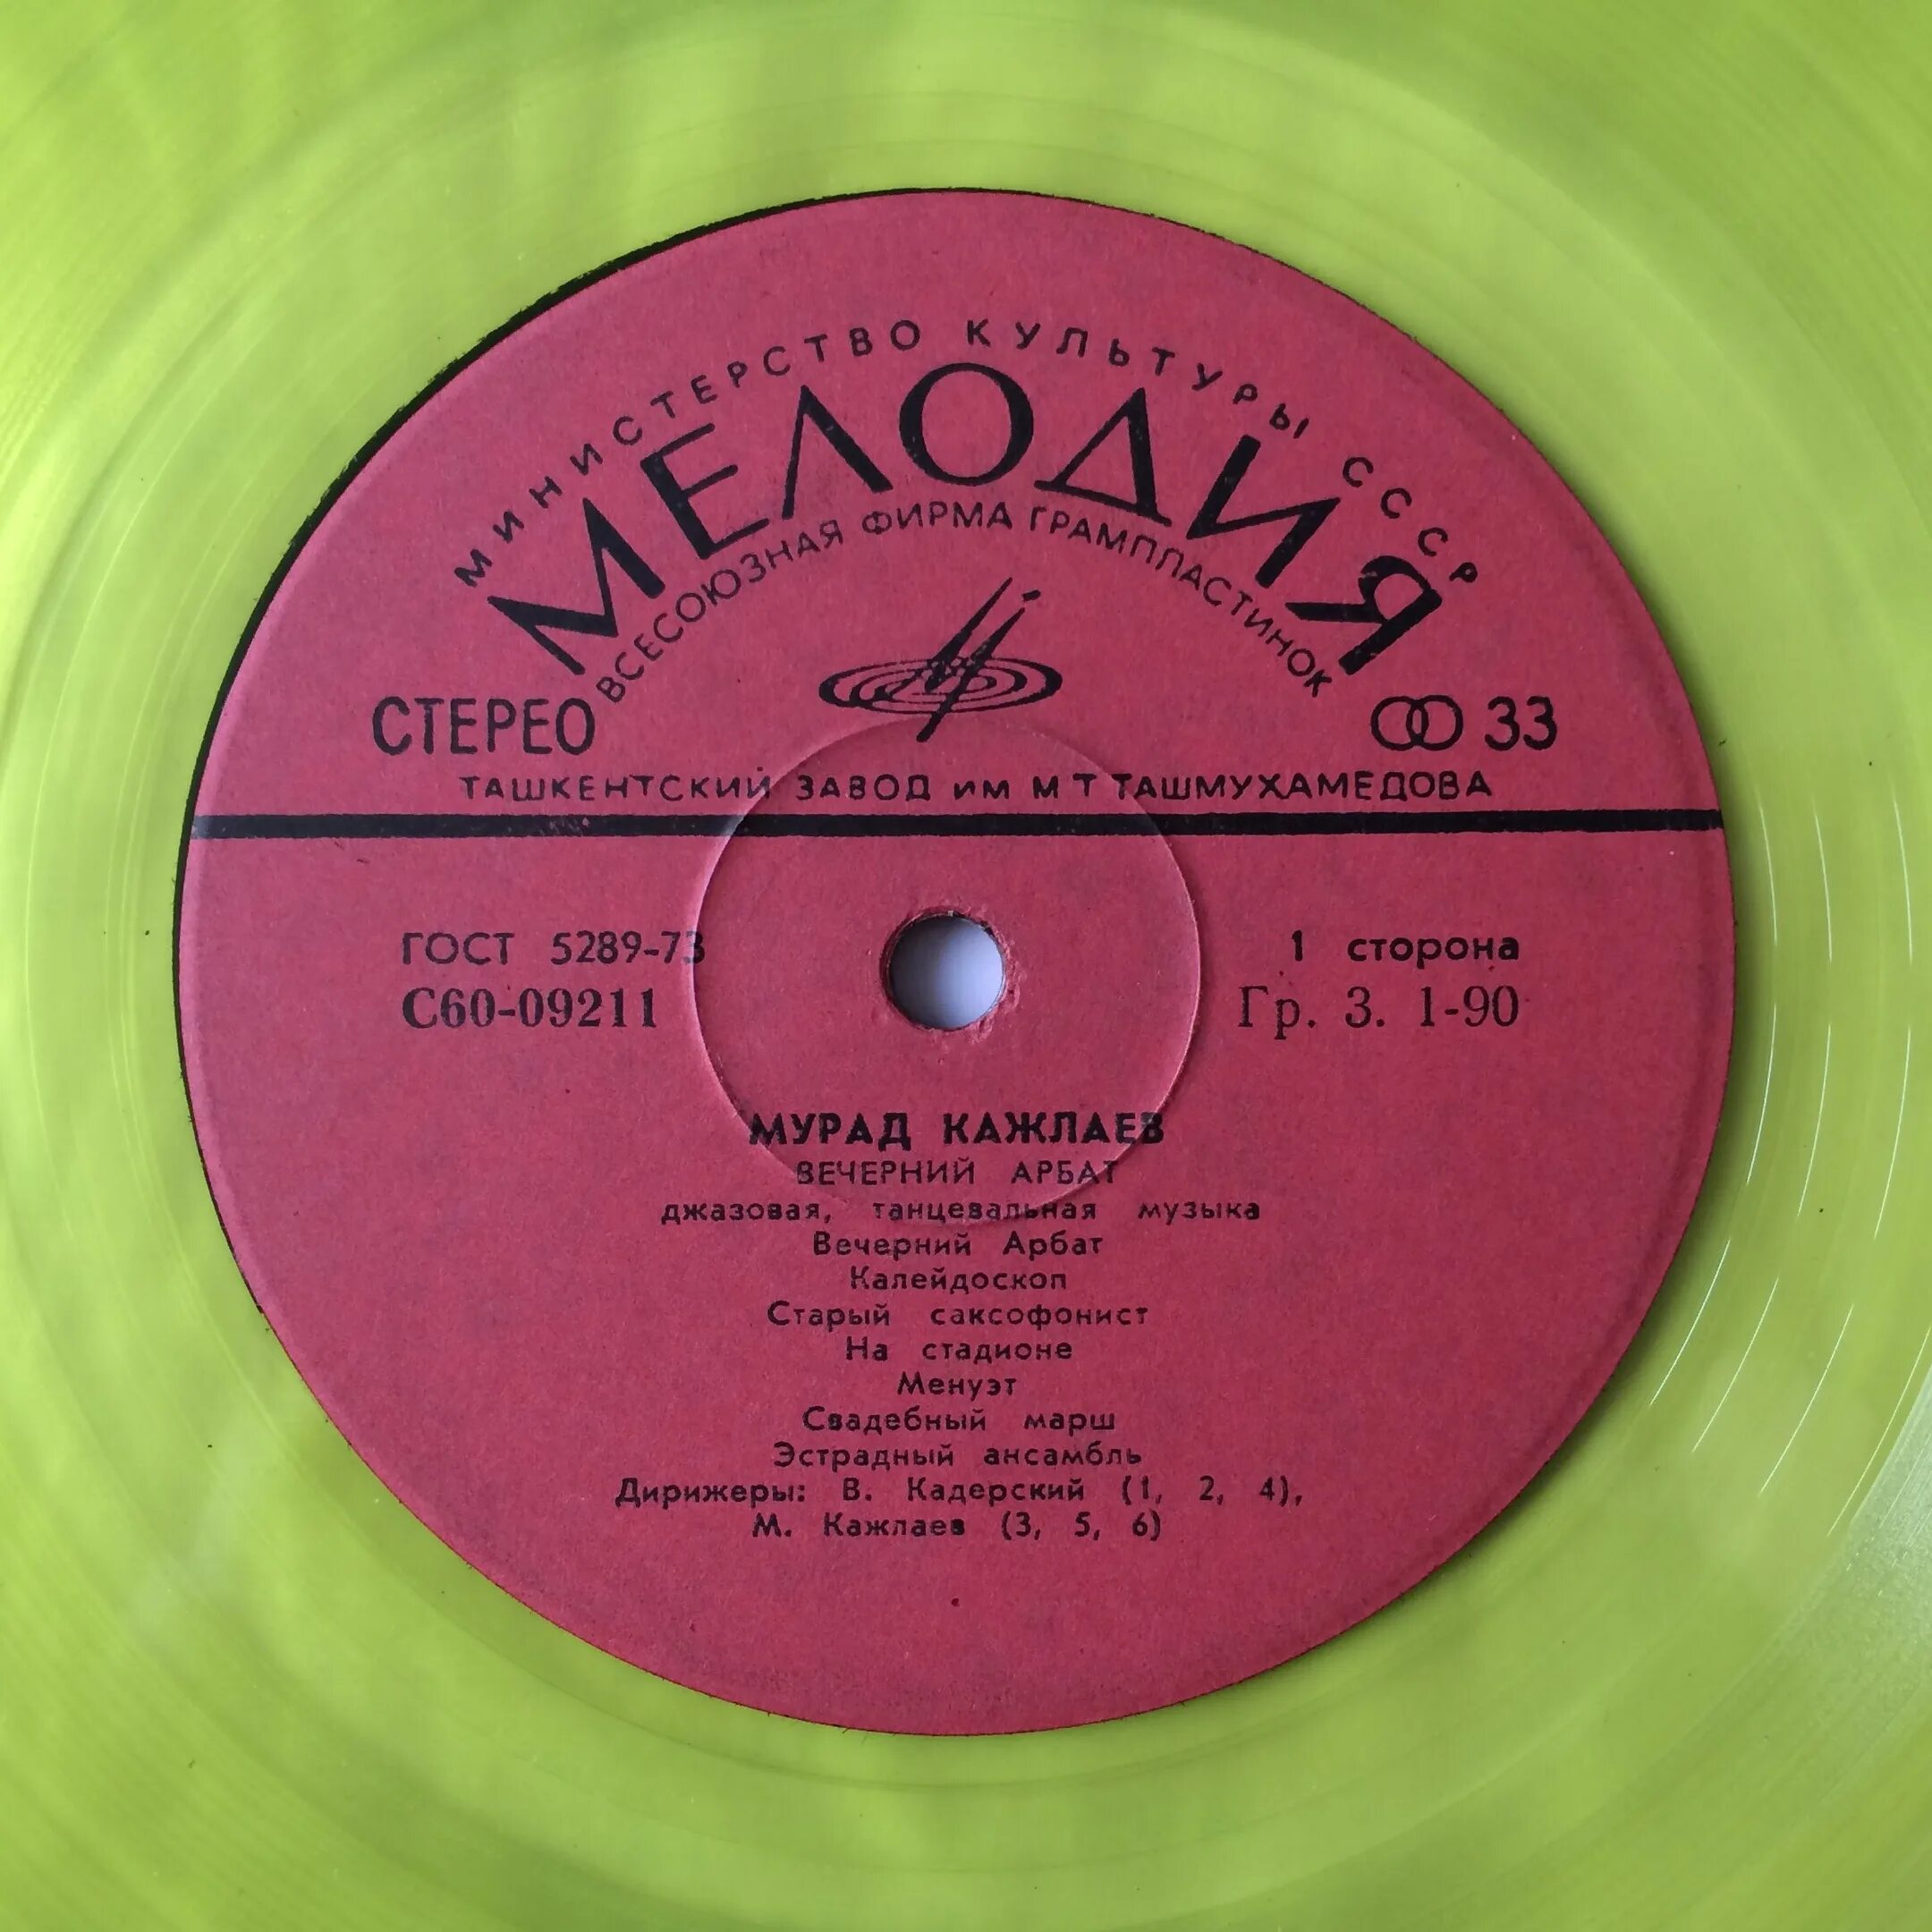 МИНИСТЕРСТВО КУЛЬТУРЫ СССР
МЕЛОДИЯ
ВСЕСОЮЗНАЯ ФИРМА ГРАМПЛАСТИНОК
СТЕРЕО 33
ТАШКЕНТСКИЙ ЗАВОД им М Т ТАШМУХАМЕДОВА
ГОСТ 5289-73 1 сторона
С60-09211 Гр. 3. 1-90
МУРАД КАЖЛАЕВ
ВЕЧЕРНИЙ АРБАТ
джазовая, танцевальная музыка
Вечерний Арбат
Калейдоскоп
Старый саксофонист
На стадионе
Менуэт
Свадебный марш
Эстрадный ансамбль
Дирижеры: В. Кадерский (1, 2, 4),
М. Кажлаев (3, 5, 6)